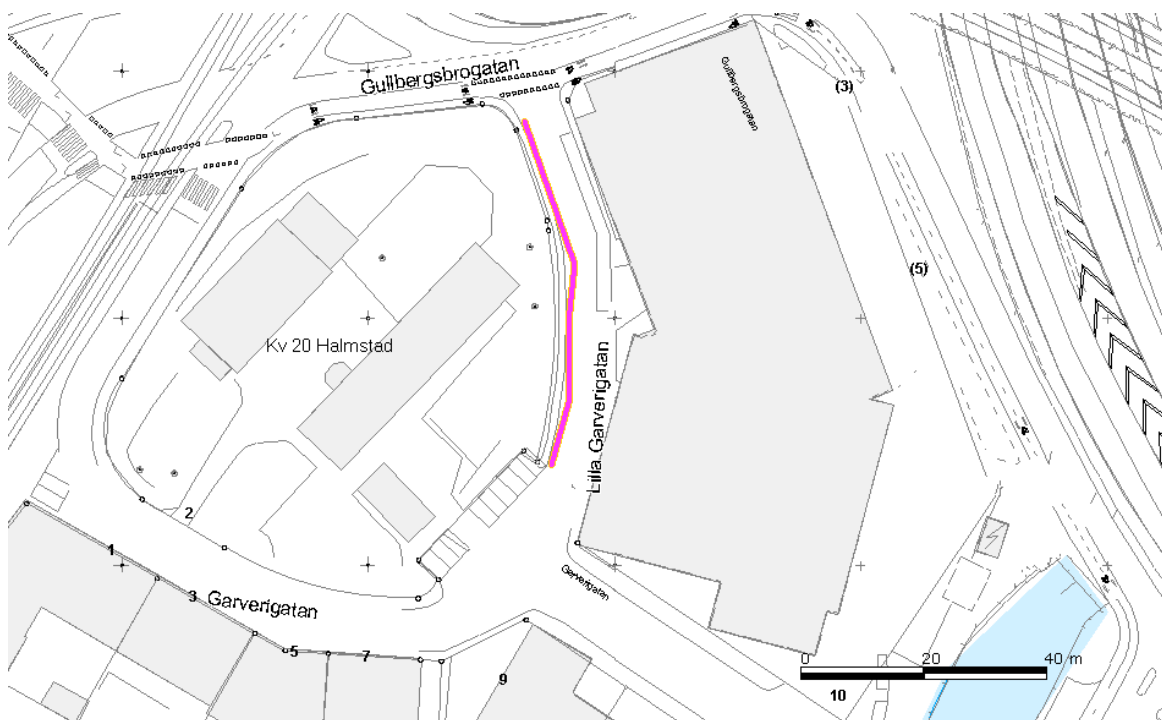 Gullbergsbrogatan
Gullbergsbrogatan
(3)
(5)
Kv 20 Halmstad
Lilla Garverigatan
2
1
3
Garverigatan
Garverigatan
5
7
9
10
0 20 40 m